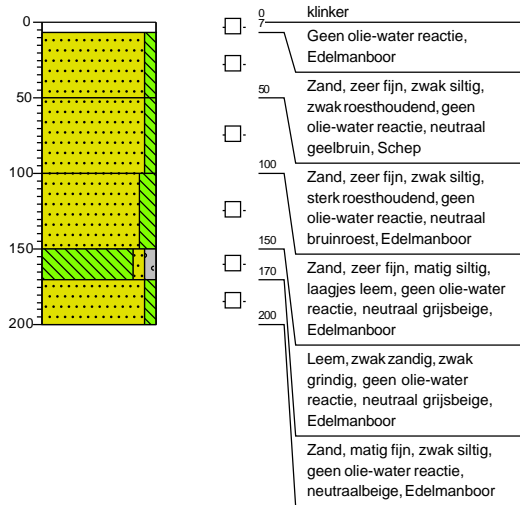 0
50
100
150
200
0
7
50
100
150
170
200
klinker
Geen olie-water reactie,
Edelmanboor
Zand, zeer fijn, zwak siltig,
zwak roesthoudend, geen
olie-water reactie, neutraal
geelbruin, Schep
Zand, zeer fijn, zwak siltig,
sterk roesthoudend, geen
olie-water reactie, neutraal
bruinroest, Edelmanboor
Zand, zeer fijn, matig siltig,
laagjes leem, geen olie-water
reactie, neutraal grijsbeige,
Edelmanboor
Leem, zwak zandig, zwak
grindig, geen olie-water
reactie, neutraal grijsbeige,
Edelmanboor
Zand, matig fijn, zwak siltig,
geen olie-water reactie,
neutraalbeige, Edelmanboor